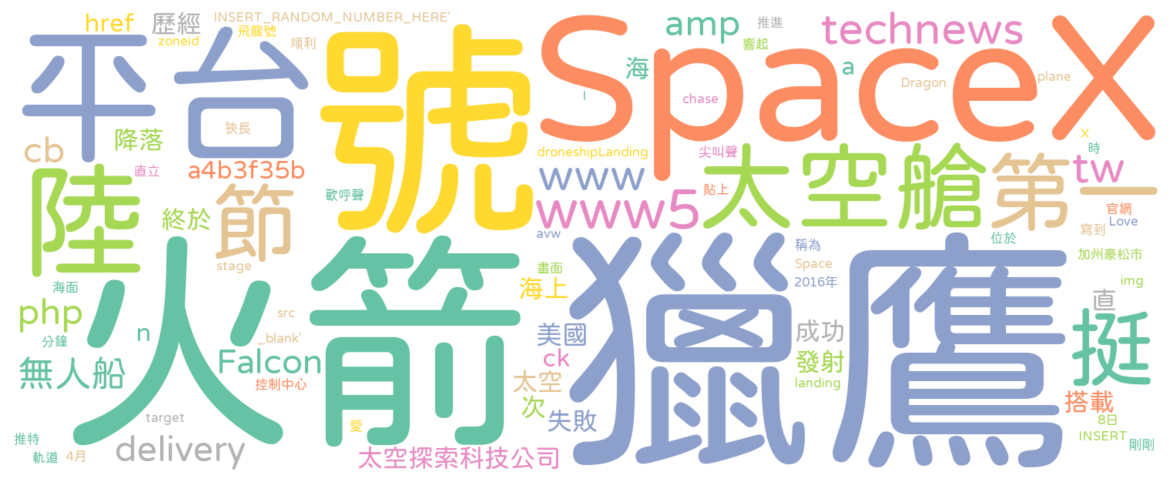 href
歷經
INSERT_RANDOM_NUMBER_HERE'
zoneid
飛龍號
順利
amp
推進
響起
technews
平台
號
SpaceX
海
a
Dragon
plane
l
chase
狹長
cb
降落
直立
a4b3f35b
droneshipLanding
尖叫聲
X
時
www
tw
陸
節
歡呼聲
www5
貼上
太空艙
第一
官網
Love
終於
avw
稱為
位於
寫到
stage
畫面
Space
加州豪松市
海面
海上
2016年
img
火箭
獵鷹
直
php
src
n
分鐘
_blank'
美國
成功
挺
無人船
Falcon
ck
發射
控制中心
太空
landing
搭載
次
失敗
target
愛
8日
INSERT
推特
軌道
4月
delivery
太空探索科技公司
剛剛